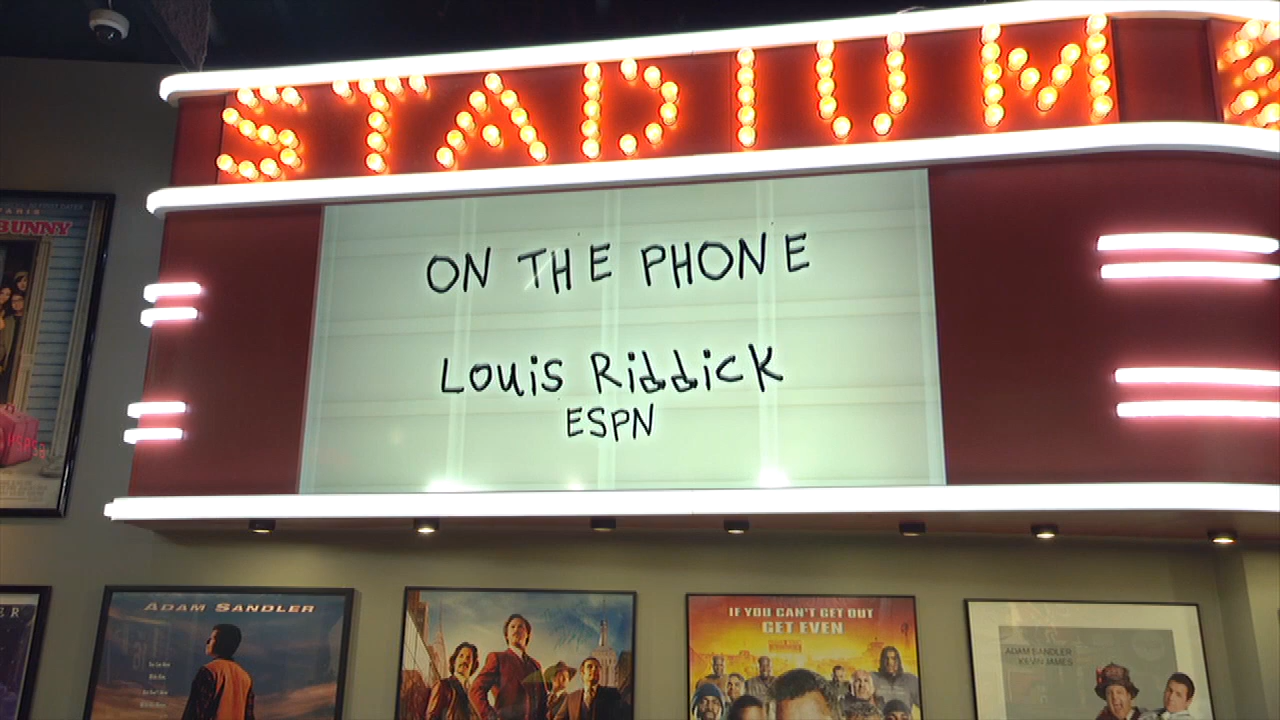 STADIUM
ON THE PHONE
Louis Riddick
ESPN
PARIS
BUNNY
ADAM SANDLER
IF YOU CAN'T GET OUT
GET EVEN
ADAM SANDLER
KEVIN JAMES